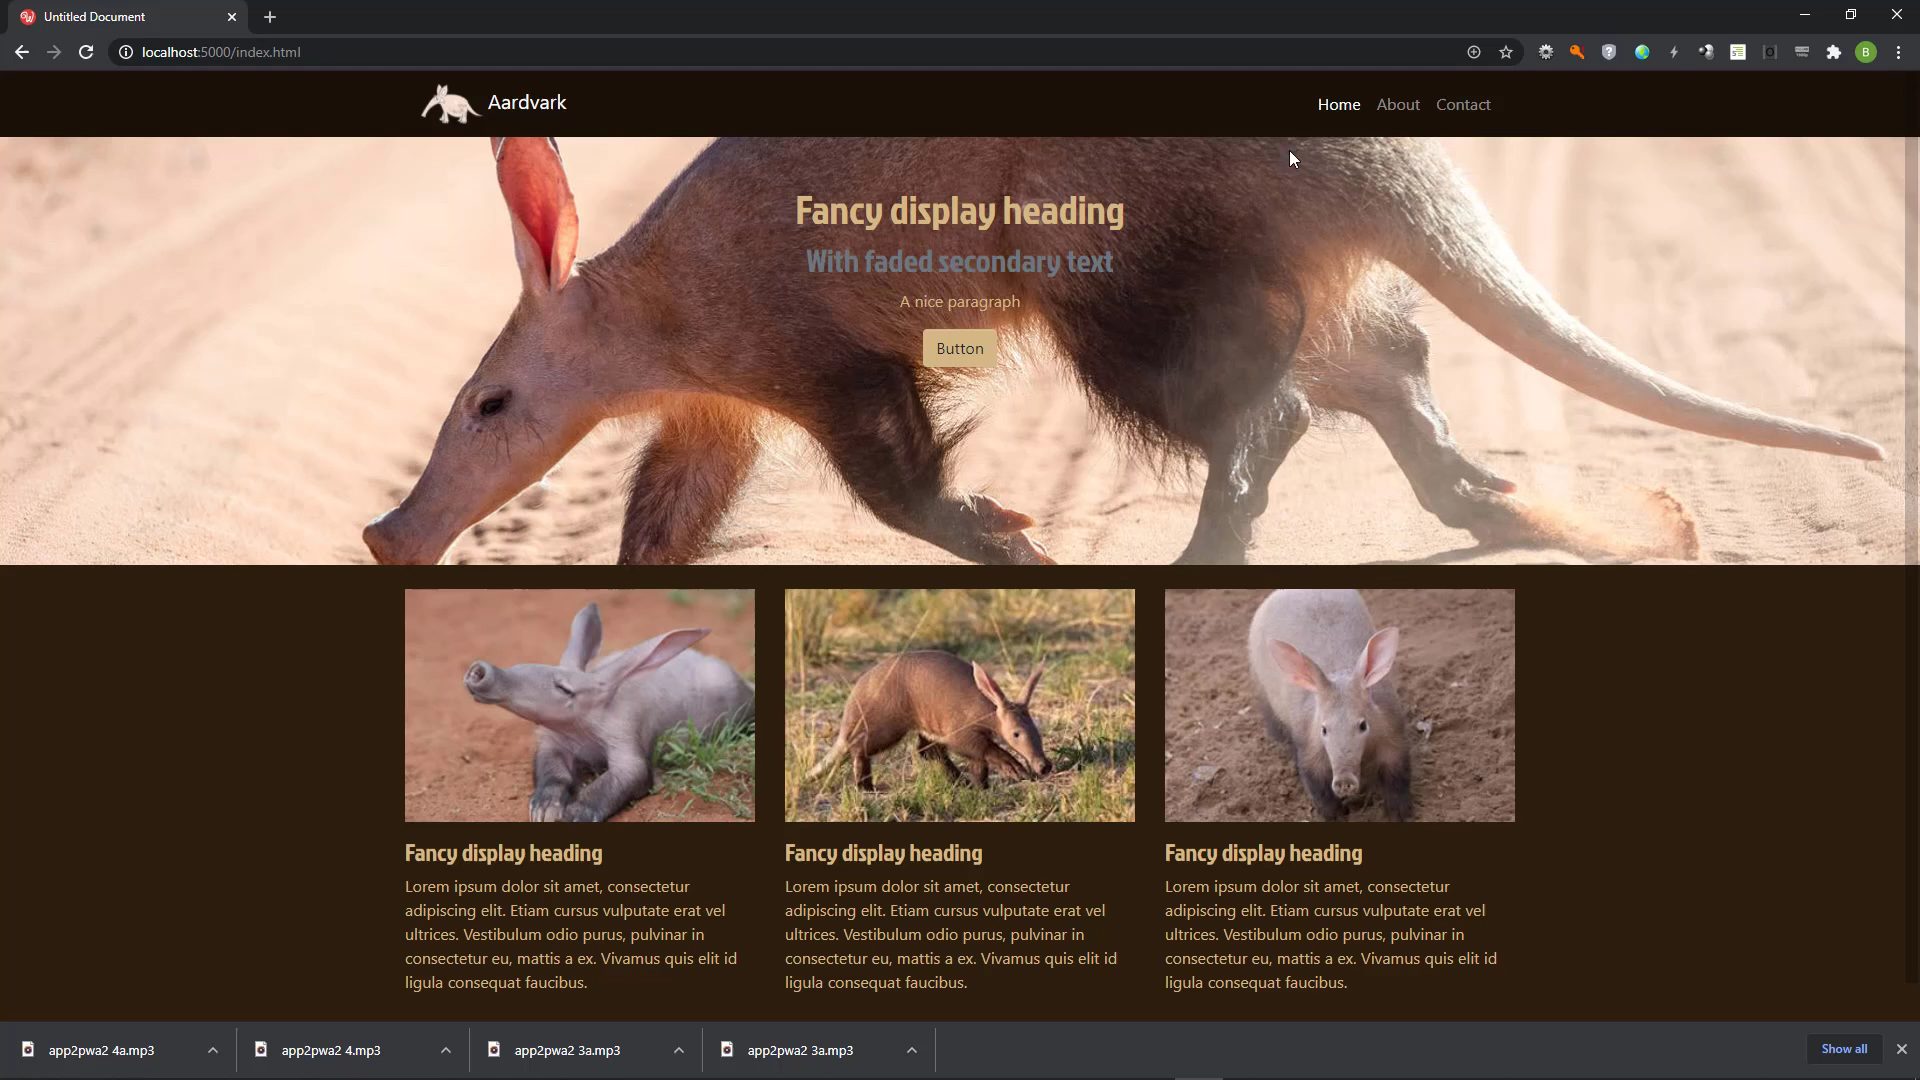 Untitled Document
localhost:5000/index.html
B
Aardvark
Home About Contact
Fancy display heading
With faded secondary text
A nice paragraph
Button
Fancy display heading
Lorem ipsum dolor sit amet, consectetur
adipiscing elit. Etiam cursus vulputate erat vel
ultrices. Vestibulum odio purus, pulvinar in
consectetur eu, mattis a ex. Vivamus quis elit id
ligula consequat faucibus.
Fancy display heading
Lorem ipsum dolor sit amet, consectetur
adipiscing elit. Etiam cursus vulputate erat vel
ultrices. Vestibulum odio purus, pulvinar in
consectetur eu, mattis a ex. Vivamus quis elit id
ligula consequat faucibus.
Fancy display heading
Lorem ipsum dolor sit amet, consectetur
adipiscing elit. Etiam cursus vulputate erat vel
ultrices. Vestibulum odio purus, pulvinar in
consectetur eu, mattis a ex. Vivamus quis elit id
ligula consequat faucibus.
app2pwa2 4a.mp3
app2pwa2 4.mp3
app2pwa2 3a.mp3
app2pwa2 3a.mp3
Show all